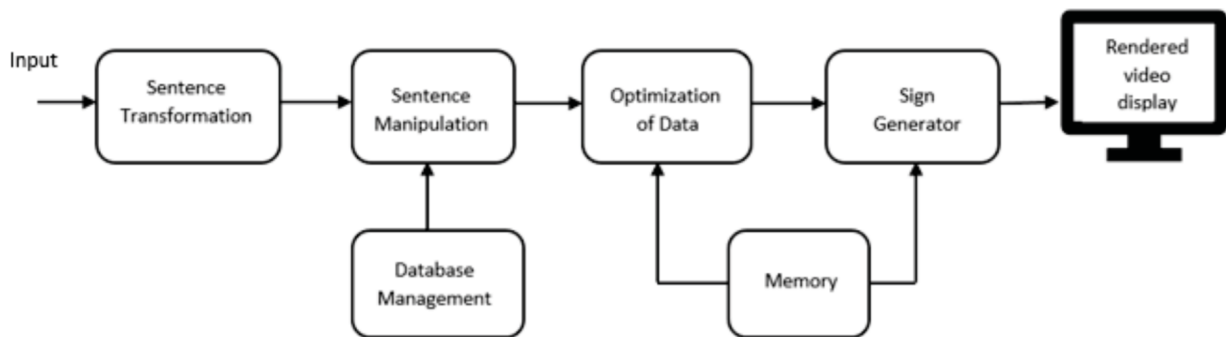 Input
Sentence
Transformation
Sentence
Manipulation
Optimization
of Data
Sign
Generator
Rendered
video
display
Database
Management
Memory